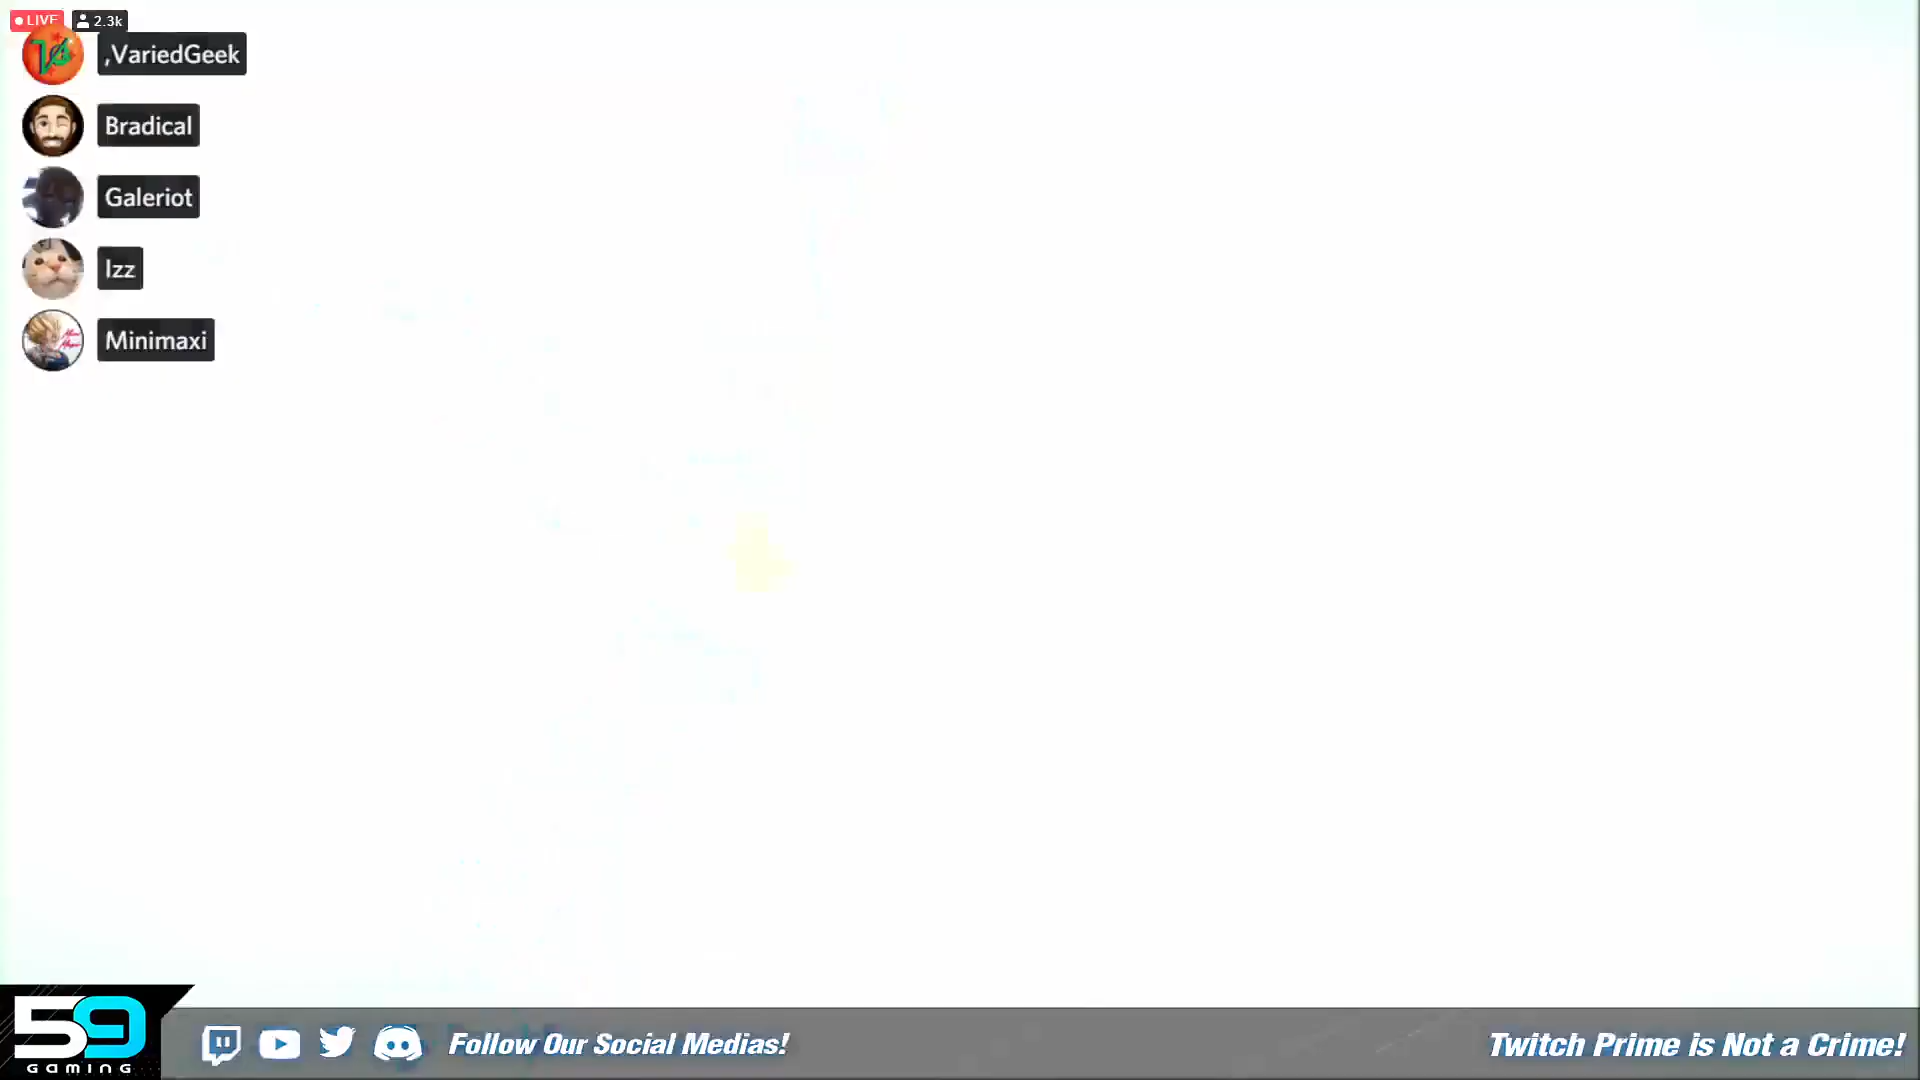 LIVE 2.3k
,VariedGeek
Bradical
Galeriot
Izz
Minimaxi
59
GAMING
Follow Our Social Medias!
Twitch Prime is Not a Crime!